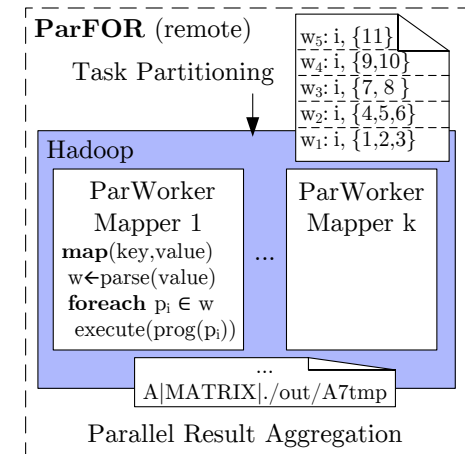 ParFOR (remote)
Task Partitioning
w5: i, {11}
w4: i, {9,10}
w3: i, {7, 8 }
w2: i, {4,5,6}
w1: i, {1,2,3}
Hadoop
ParWorker
Mapper 1
map(key,value)
w←parse(value)
foreach pi ∈ w
execute(prog(pi))
...
ParWorker
Mapper k
...
A|MATRIX|./out/A7tmp
Parallel Result Aggregation